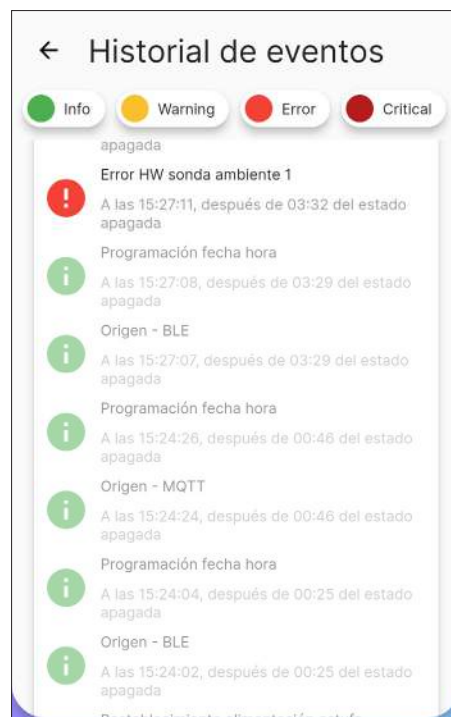 Historial de eventos
Info
Warning
Error
Critical
apagada
Error HW sonda ambiente 1
A las 15:27:11, después de 03:32 del estado
apagada
Programación fecha hora
A las 15:27:08, después de 03:29 del estado
apagada
Origen - BLE
A las 15:27:07, después de 03:29 del estado
apagada
Programación fecha hora
A las 15:24:26, después de 00:46 del estado
apagada
Origen - MQTT
A las 15:24:24, después de 00:46 del estado
apagada
Programación fecha hora
A las 15:24:04, después de 00:25 del estado
apagada
Origen - BLE
A las 15:24:02, después de 00:25 del estado
apagada